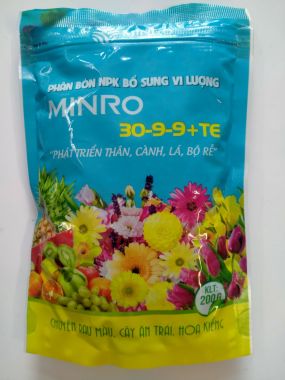 PHÂN BÓN NPK BỔ SUNG VI LƯỢNG
MINRO
30-9-9+TE
"PHÁT TRIỂN THÂN, CÀNH, LÁ, BỘ RỄ"
KLT:
200G
CHUYÊN RAU MÀU, CÂY ĂN TRÁI, HOA KIỂNG